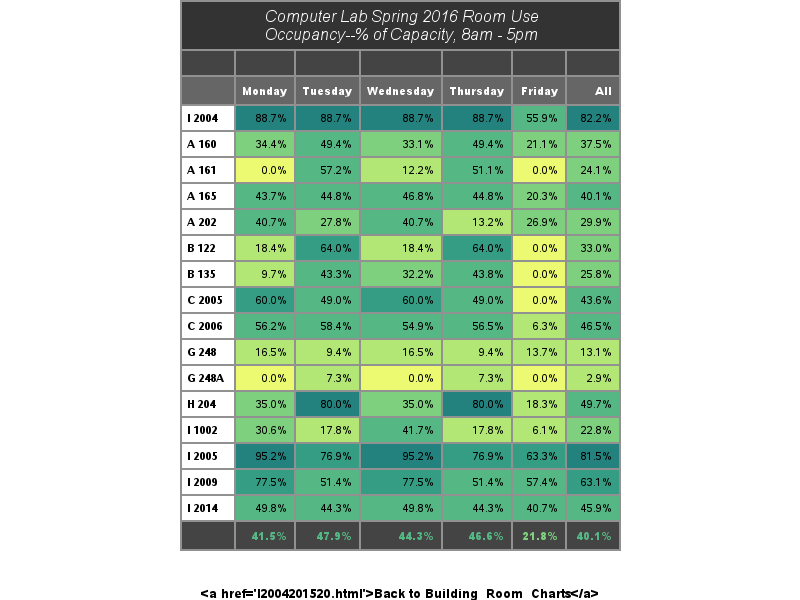 Computer Lab Spring 2016 Room Use
Occupancy--% of Capacity, 8am - 5pm
Monday Tuesday Wednesday Thursday Friday All
I 2004 88.7% 88.7% 88.7% 88.7% 55.9% 82.2%
A 160 34.4% 49.4% 33.1% 49.4% 21.1% 37.5%
A 161 0.0% 57.2% 12.2% 51.1% 0.0% 24.1%
A 165 43.7% 44.8% 46.8% 44.8% 20.3% 40.1%
A 202 40.7% 27.8% 40.7% 13.2% 26.9% 29.9%
B 122 18.4% 64.0% 18.4% 64.0% 0.0% 33.0%
B 135 9.7% 43.3% 32.2% 43.8% 0.0% 25.8%
C 2005 60.0% 49.0% 60.0% 49.0% 0.0% 43.6%
C 2006 56.2% 58.4% 54.9% 56.5% 6.3% 46.5%
G 248 16.5% 9.4% 16.5% 9.4% 13.7% 13.1%
G 248A 0.0% 7.3% 0.0% 7.3% 0.0% 2.9%
H 204 35.0% 80.0% 35.0% 80.0% 18.3% 49.7%
I 1002 30.6% 17.8% 41.7% 17.8% 6.1% 22.8%
I 2005 95.2% 76.9% 95.2% 76.9% 63.3% 81.5%
I 2009 77.5% 51.4% 77.5% 51.4% 57.4% 63.1%
I 2014 49.8% 44.3% 49.8% 44.3% 40.7% 45.9%
41.5% 47.9% 44.3% 46.6% 21.8% 40.1%
<a href='I2004201520.html'>Back to Building_Room_Charts</a>